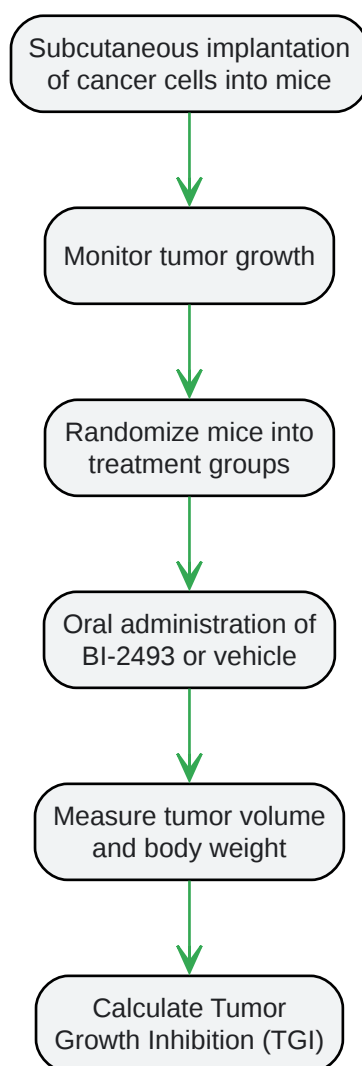 Subcutaneous implantation
of cancer cells into mice
Monitor tumor growth
Randomize mice into
treatment groups
Oral administration of
BI-2493 or vehicle
Measure tumor volume
and body weight
Calculate Tumor
Growth Inhibition (TGI)